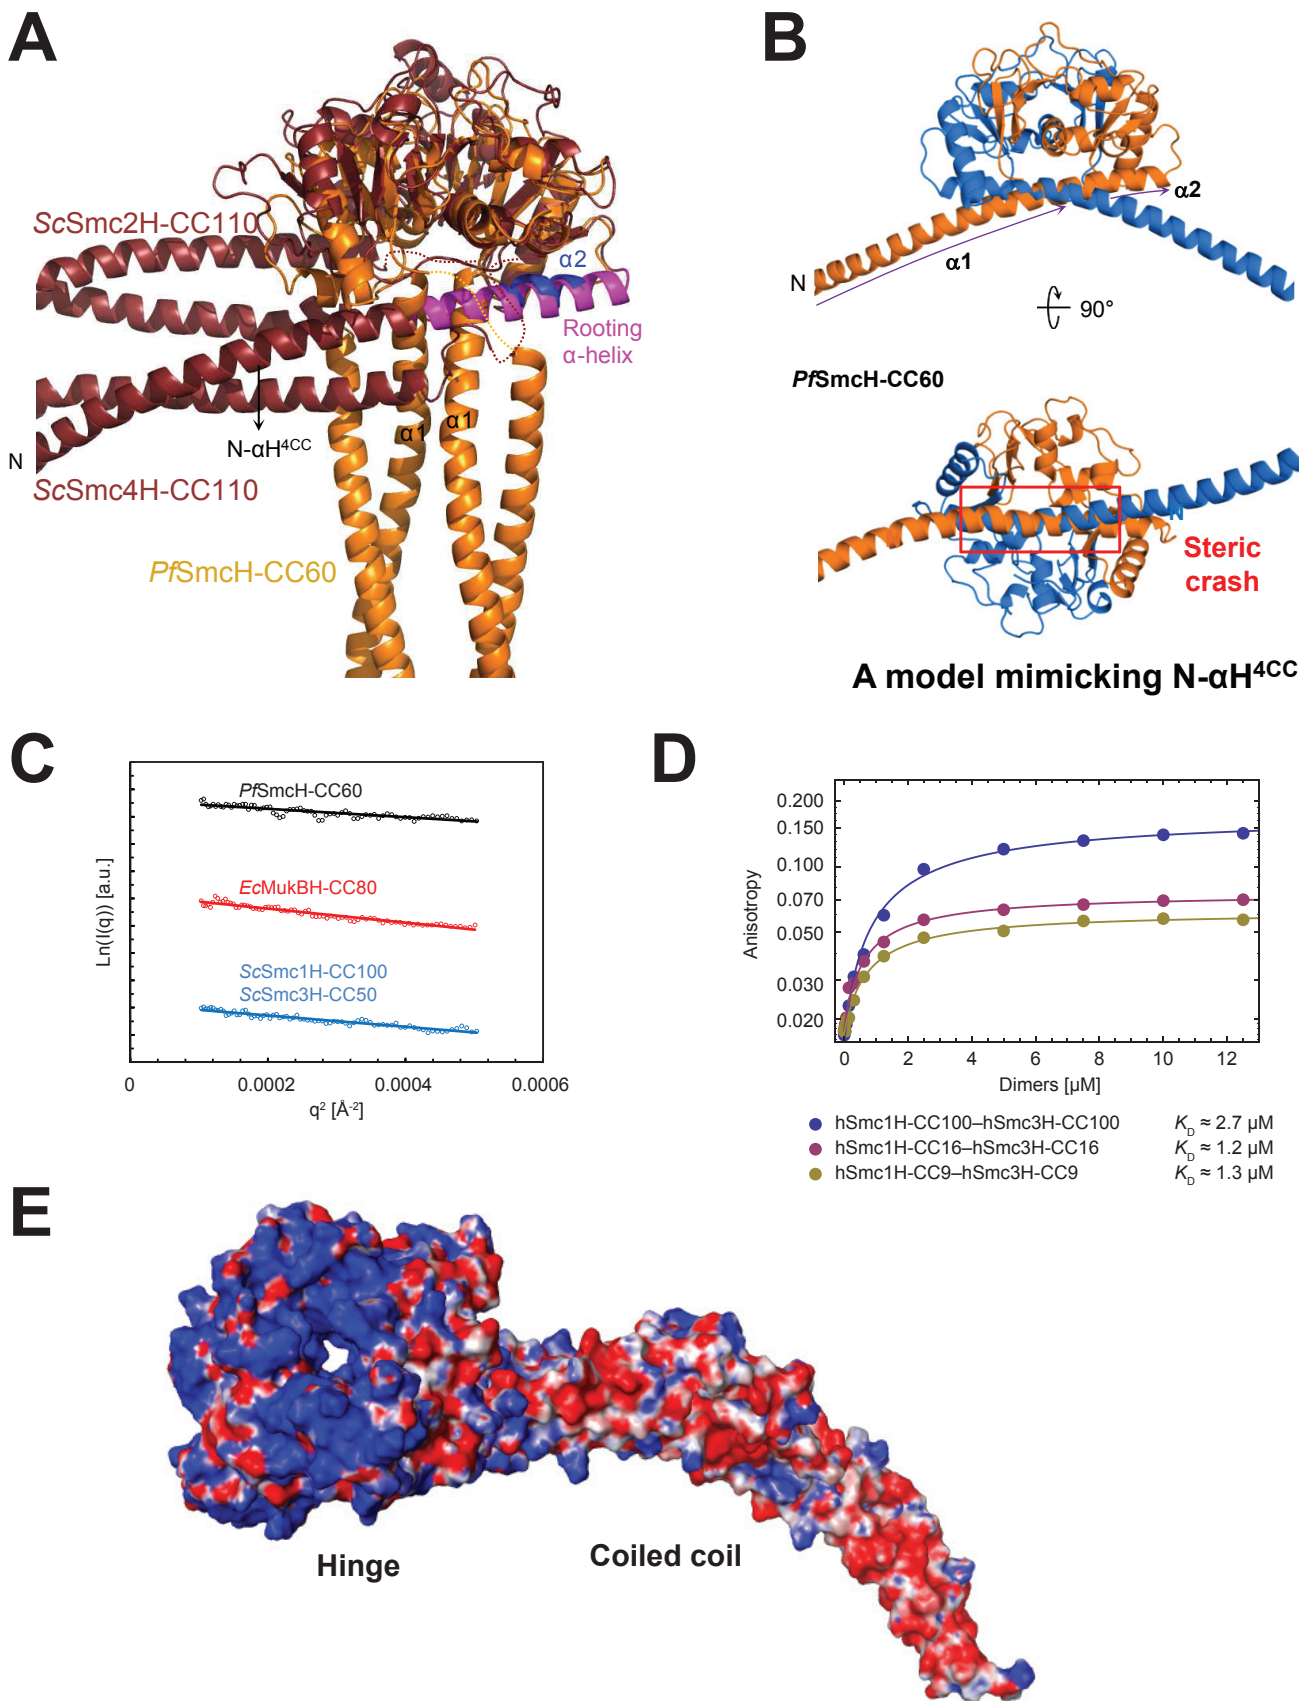 A
ScSmc2H-CC110
α2
Rooting
α-helix
α1
α1
N-αH4CC
N
ScSmc4H-CC110
PfSmcH-CC60
B
α2
α1
N
90°
PfSmcH-CC60
N
Steric
crash
A model mimicking N-αH4CC
C
Ln(I(q)) [a.u.]
PfSmcH-CC60
EcMukBH-CC80
ScSmc1H-CC100
ScSmc3H-CC50
0 0.0002 0.0004 0.0006
q2 [Å-2]
D
Anisotropy
0.200
0.150
0.100
0.070
0.050
0.030
0.020
0 2 4 6 8 10 12
Dimers [µM]
hSmc1H-CC100–hSmc3H-CC100 KD ≈ 2.7 µM
hSmc1H-CC16–hSmc3H-CC16 KD ≈ 1.2 µM
hSmc1H-CC9–hSmc3H-CC9 KD ≈ 1.3 µM
E
Hinge
Coiled coil